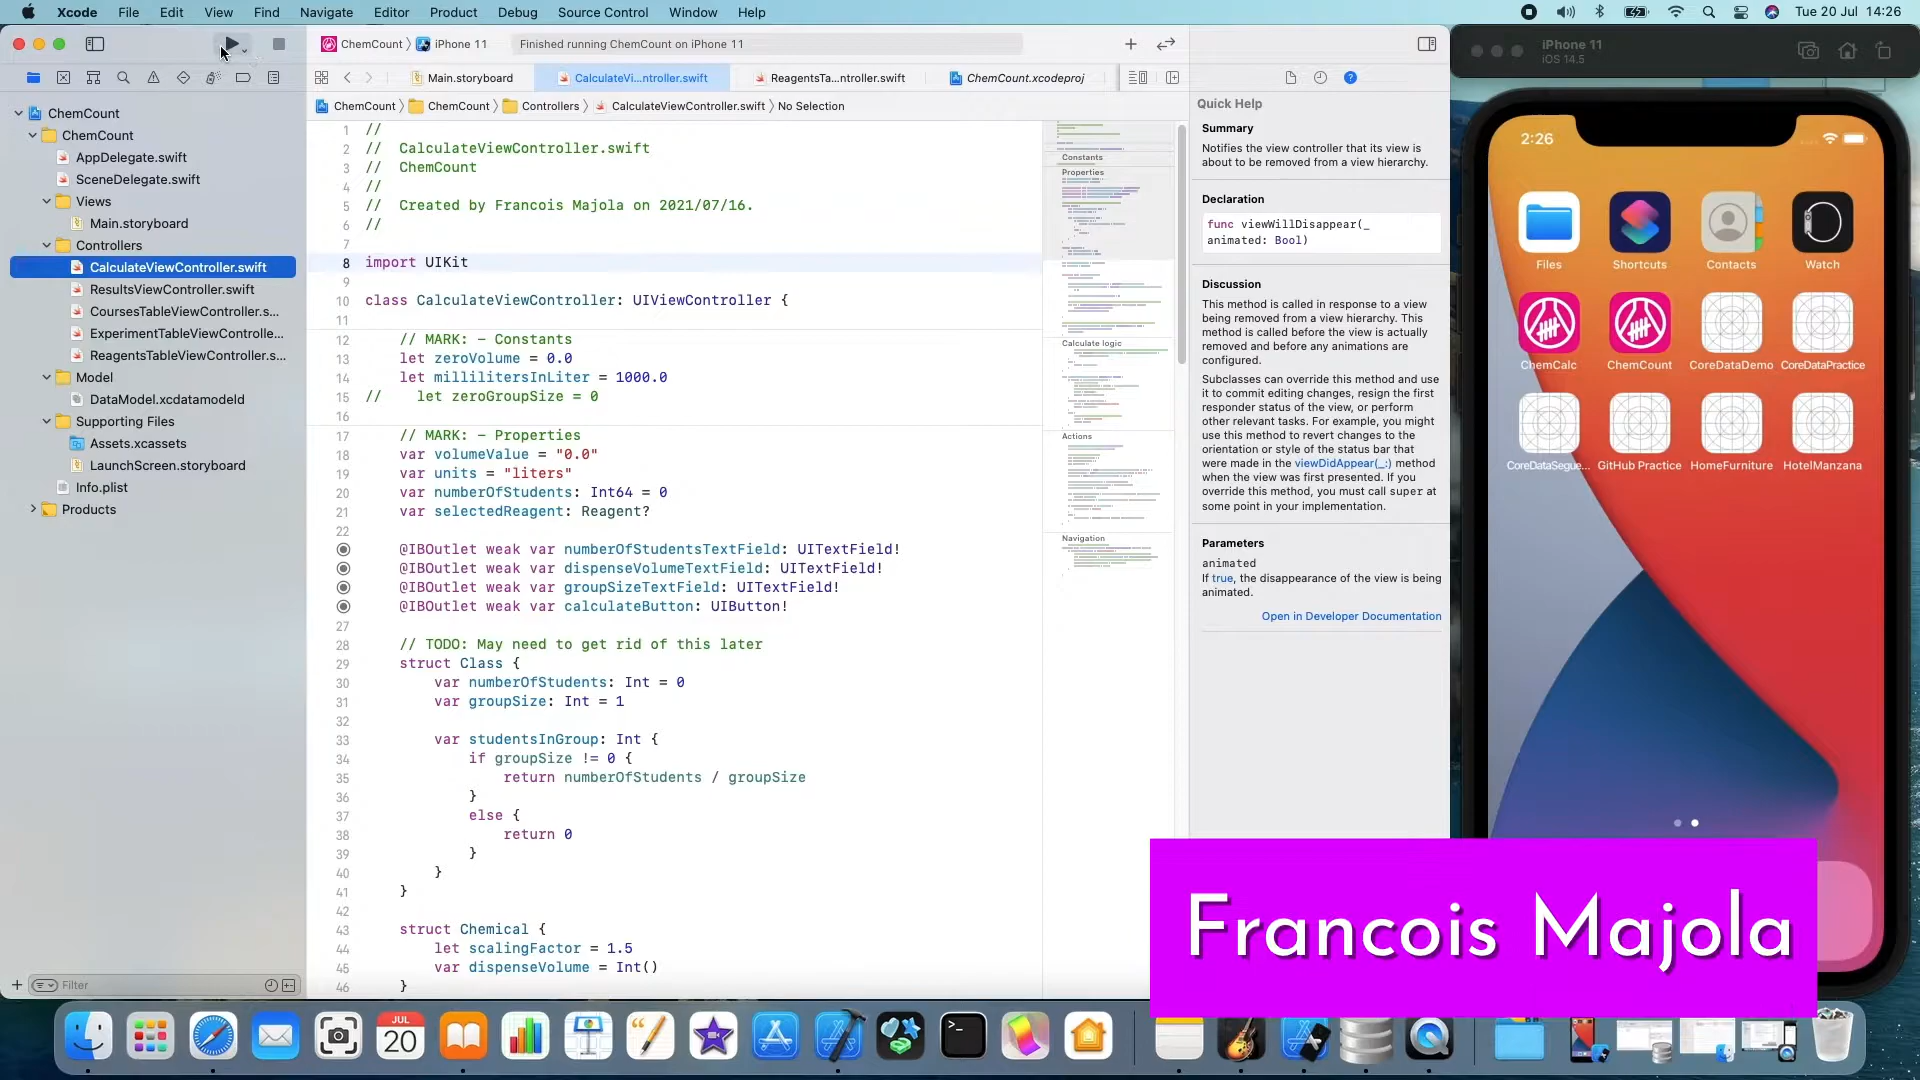 Xcode File Edit View Find Navigate Editor Product Debug Source Control Window Help
Tue 20 Jul 14:26
ChemCount iPhone 11
Finished running ChemCount on iPhone 11
Main.storyboard
CalculateVi...ntroller.swift
ReagentsTa...ntroller.swift
ChemCount.xcodeproj
ChemCount ChemCount Controllers CalculateViewController.swift No Selection
ChemCount
ChemCount
AppDelegate.swift
SceneDelegate.swift
Views
Main.storyboard
Controllers
CalculateViewController.swift
ResultsViewController.swift
CoursesTableViewController.s...
ExperimentTableViewControlle...
ReagentsTableViewController.s...
Model
DataModel.xcdatamodeld
Supporting Files
Assets.xcassets
LaunchScreen.storyboard
Info.plist
Products
Filter
1 //
2 //  CalculateViewController.swift
3 //  ChemCount
4 //
5 //  Created by Francois Majola on 2021/07/16.
6 //
7
8 import UIKit
9
10 class CalculateViewController: UIViewController {
11
12 // MARK: - Constants
13 let zeroVolume = 0.0
14 let millilitersInLiter = 1000.0
15 //    let zeroGroupSize = 0
16
17 // MARK: - Properties
18 var volumeValue = "0.0"
19 var units = "liters"
20 var numberOfStudents: Int64 = 0
21 var selectedReagent: Reagent?
22
@IBOutlet weak var numberOfStudentsTextField: UITextField!
@IBOutlet weak var dispenseVolumeTextField: UITextField!
@IBOutlet weak var groupSizeTextField: UITextField!
@IBOutlet weak var calculateButton: UIButton!
27
28 // TODO: May need to get rid of this later
29 struct Class {
30 var numberOfStudents: Int = 0
31 var groupSize: Int = 1
32
33 var studentsInGroup: Int {
34 if groupSize != 0 {
35 return numberOfStudents / groupSize
36 }
37 else {
38 return 0
39 }
40 }
41 }
42
43 struct Chemical {
44 let scalingFactor = 1.5
45 var dispenseVolume = Int()
46 }
Constants
Properties
Calculate logic
Actions
Navigation
Quick Help
Summary
Notifies the view controller that its view is
about to be removed from a view hierarchy.
Declaration
func viewWillDisappear(_
animated: Bool)
Discussion
This method is called in response to a view
being removed from a view hierarchy. This
method is called before the view is actually
removed and before any animations are
configured.
Subclasses can override this method and use
it to commit editing changes, resign the first
responder status of the view, or perform
other relevant tasks. For example, you might
use this method to revert changes to the
orientation or style of the status bar that
were made in the viewDidAppear(_:) method
when the view was first presented. If you
override this method, you must call super at
some point in your implementation.
Parameters
animated
If true, the disappearance of the view is being
animated.
Open in Developer Documentation
iPhone 11
iOS 14.5
2:26
Files Shortcuts Contacts Watch
ChemCalc ChemCount CoreDataDemo CoreDataPractice
CoreDataSegue... GitHub Practice HomeFurniture HotelManzana
Francois Majola
JUL
20